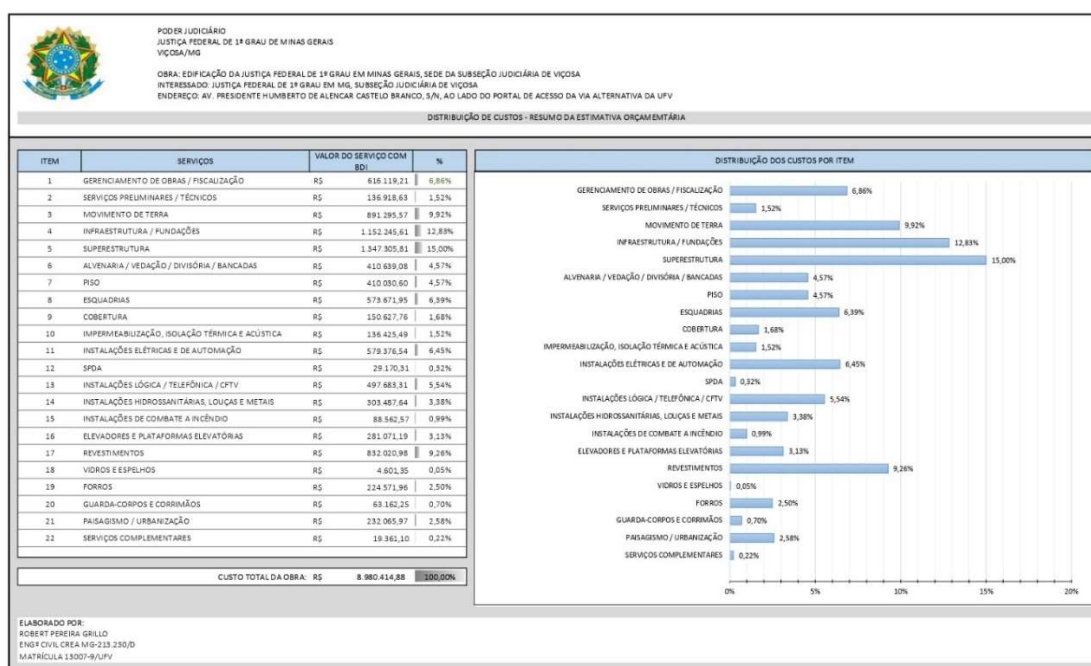 PODER JUDICIÁRIO
JUSTIÇA FEDERAL DE 1º GRAU DE MINAS GERAIS
VIÇOSA/MG
OBRA: EDIFICAÇÃO DA JUSTIÇA FEDERAL DE 1º GRAU EM MINAS GERAIS, SEDE DA SUBSEÇÃO JUDICIÁRIA DE VIÇOSA
INTERESSADO: JUSTIÇA FEDERAL DE 1º GRAU EM MG, SUBSEÇÃO JUDICIÁRIA DE VIÇOSA
ENDEREÇO: AV. PRESIDENTE HUMBERTO DE ALENCAR CASTELO BRANCO, S/N, AO LADO DO PORTAL DE ACESSO DA VIA ALTERNATIVA DA UFV
DISTRIBUIÇÃO DE CUSTOS - RESUMO DA ESTIMATIVA ORÇAMEMTÁRIA
ITEM SERVIÇOS VALOR DO SERVIÇO COM BDI %
1 GERENCIAMENTO DE OBRAS / FISCALIZAÇÃO R$ 616.119,21 6,86%
2 SERVIÇOS PRELIMINARES / TÉCNICOS R$ 136.918,63 1,52%
3 MOVIMENTO DE TERRA R$ 891.295,57 9,92%
4 INFRAESTRUTURA / FUNDAÇÕES R$ 1.152.245,61 12,83%
5 SUPERESTRUTURA R$ 1.347.305,81 15,00%
6 ALVENARIA / VEDAÇÃO / DIVISÓRIA / BANCADAS R$ 410.639,08 4,57%
7 PISO R$ 410.030,60 4,57%
8 ESQUADRIAS R$ 573.671,95 6,39%
9 COBERTURA R$ 150.627,76 1,68%
10 IMPERMEABILIZAÇÃO, ISOLAÇÃO TÉRMICA E ACÚSTICA R$ 136.425,49 1,52%
11 INSTALAÇÕES ELÉTRICAS E DE AUTOMAÇÃO R$ 579.376,54 6,45%
12 SPDA R$ 29.170,31 0,32%
13 INSTALAÇÕES LÓGICA / TELEFÔNICA / CFTV R$ 497.683,31 5,54%
14 INSTALAÇÕES HIDROSSANITÁRIAS, LOUÇAS E METAIS R$ 303.487,64 3,38%
15 INSTALAÇÕES DE COMBATE A INCÊNDIO R$ 88.562,57 0,99%
16 ELEVADORES E PLATAFORMAS ELEVATÓRIAS R$ 281.071,19 3,13%
17 REVESTIMENTOS R$ 832.020,98 9,26%
18 VIDROS E ESPELHOS R$ 4.601,35 0,05%
19 FORROS R$ 224.571,96 2,50%
20 GUARDA-CORPOS E CORRIMÃOS R$ 63.162,25 0,70%
21 PAISAGISMO / URBANIZAÇÃO R$ 232.065,97 2,58%
22 SERVIÇOS COMPLEMENTARES R$ 19.361,10 0,22%
CUSTO TOTAL DA OBRA: R$ 8.980.414,88 100,00%
DISTRIBUIÇÃO DOS CUSTOS POR ITEM
GERENCIAMENTO DE OBRAS / FISCALIZAÇÃO 6,86%
SERVIÇOS PRELIMINARES / TÉCNICOS 1,52%
MOVIMENTO DE TERRA 9,92%
INFRAESTRUTURA / FUNDAÇÕES 12,83%
SUPERESTRUTURA 15,00%
ALVENARIA / VEDAÇÃO / DIVISÓRIA / BANCADAS 4,57%
PISO 4,57%
ESQUADRIAS 6,39%
COBERTURA 1,68%
IMPERMEABILIZAÇÃO, ISOLAÇÃO TÉRMICA E ACÚSTICA 1,52%
INSTALAÇÕES ELÉTRICAS E DE AUTOMAÇÃO 6,45%
SPDA 0,32%
INSTALAÇÕES LÓGICA / TELEFÔNICA / CFTV 5,54%
INSTALAÇÕES HIDROSSANITÁRIAS, LOUÇAS E METAIS 3,38%
INSTALAÇÕES DE COMBATE A INCÊNDIO 0,99%
ELEVADORES E PLATAFORMAS ELEVATÓRIAS 3,13%
REVESTIMENTOS 9,26%
VIDROS E ESPELHOS 0,05%
FORROS 2,50%
GUARDA-CORPOS E CORRIMÃOS 0,70%
PAISAGISMO / URBANIZAÇÃO 2,58%
SERVIÇOS COMPLEMENTARES 0,22%
0% 5% 10% 15% 20%
ELABORADO POR:
ROBERT PEREIRA GRILLO
ENGº CIVIL CREA MG-213.230/D
MATRÍCULA 13007-9/UFV